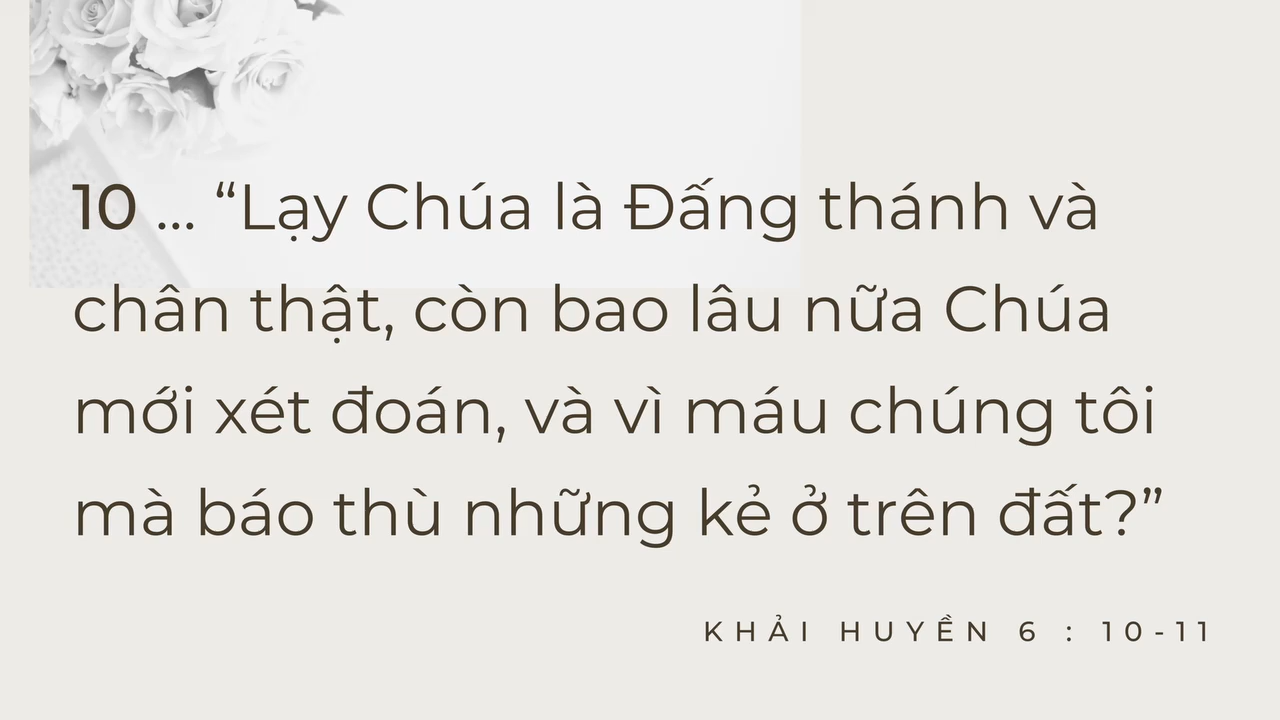 10 ... “Lạy Chúa là Đấng thánh và
chân thật, còn bao lâu nữa Chúa
mới xét đoán, và vì máu chúng tôi
mà báo thù những kẻ ở trên đất?”
KHẢI HUYỀN 6 : 10-11